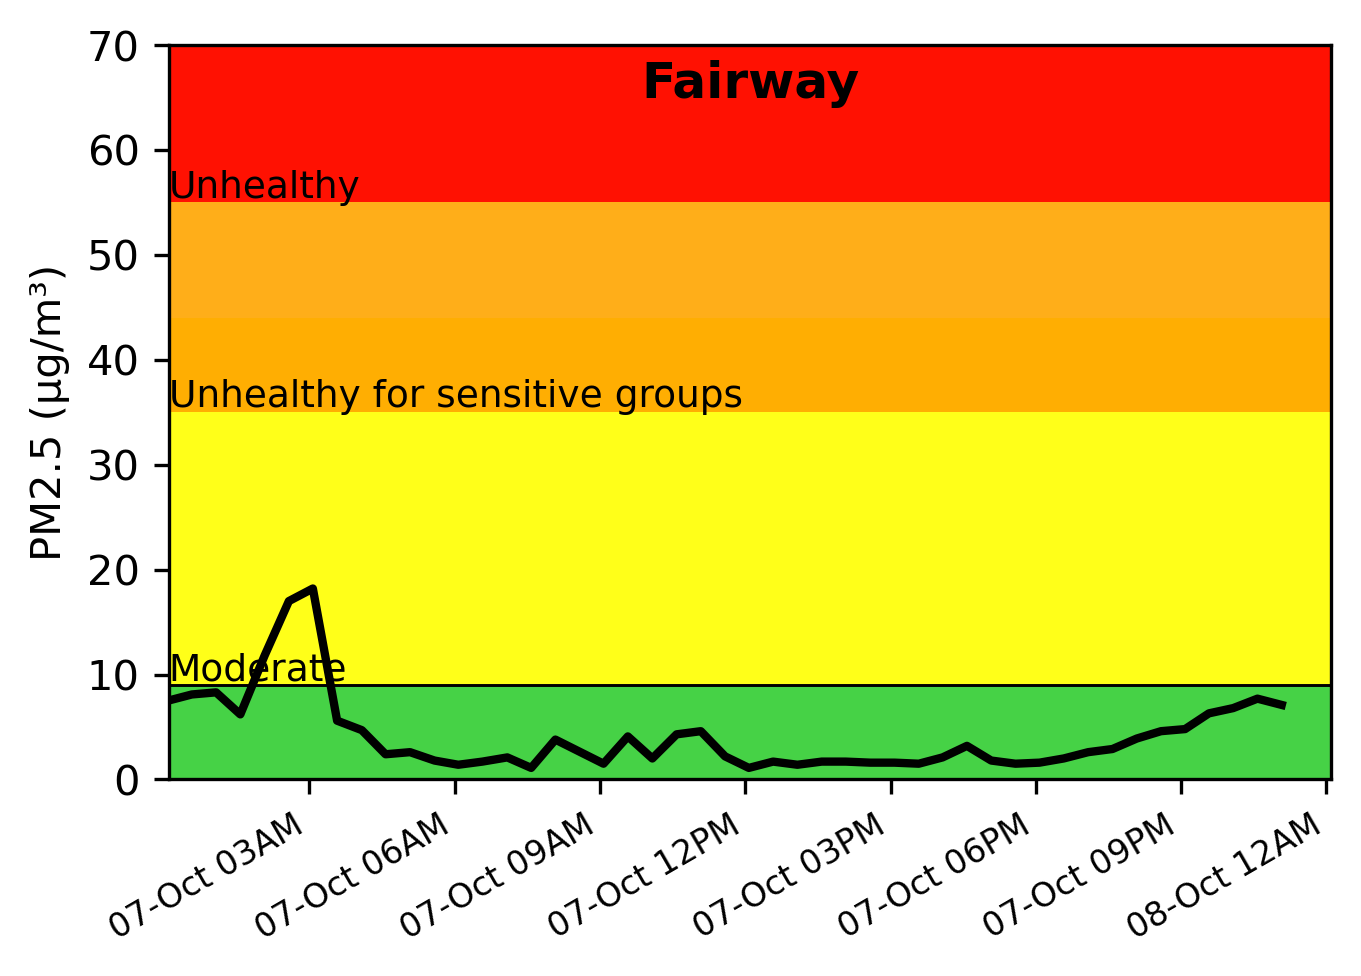 Fairway
70
60
50
40
30
20
10
0
PM2.5 (µg/m³)
Unhealthy
Unhealthy for sensitive groups
Moderate
07-Oct 03AM
07-Oct 06AM
07-Oct 09AM
07-Oct 12PM
07-Oct 03PM
07-Oct 06PM
07-Oct 09PM
08-Oct 12AM